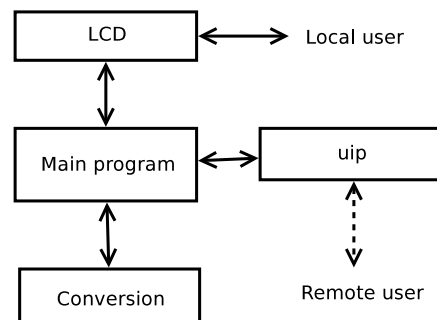 LCD
Local user
Main program
uip
Conversion
Remote user